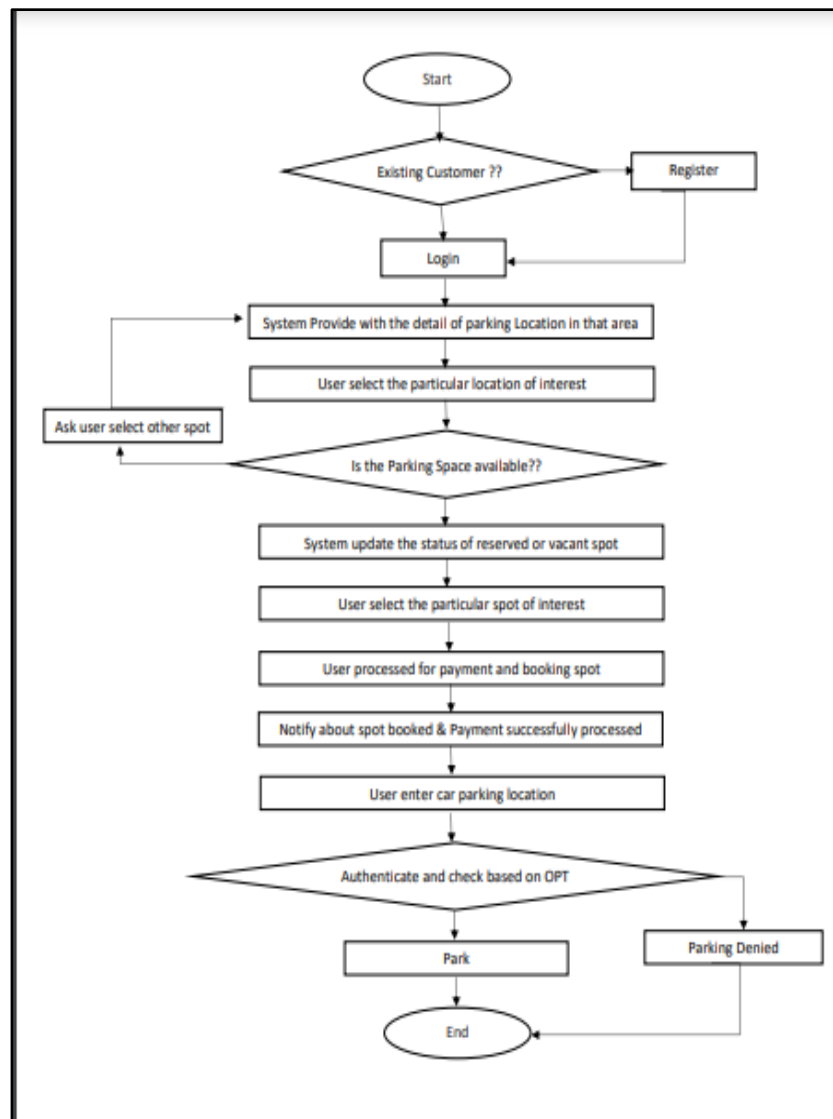 Start
Existing Customer ??
Register
Login
System Provide with the detail of parking Location in that area
User select the particular location of interest
Ask user select other spot
Is the Parking Space available??
System update the status of reserved or vacant spot
User select the particular spot of interest
User processed for payment and booking spot
Notify about spot booked & Payment successfully processed
User enter car parking location
Authenticate and check based on OPT
Park
Parking Denied
End